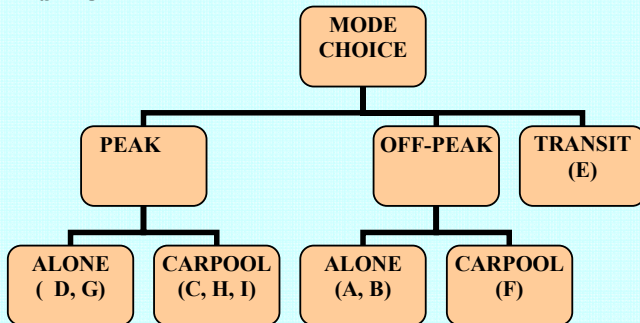 MODE
CHOICE
PEAK
OFF-PEAK
TRANSIT
(E)
ALONE
( D, G)
CARPOOL
(C, H, I)
ALONE
(A, B)
CARPOOL
(F)